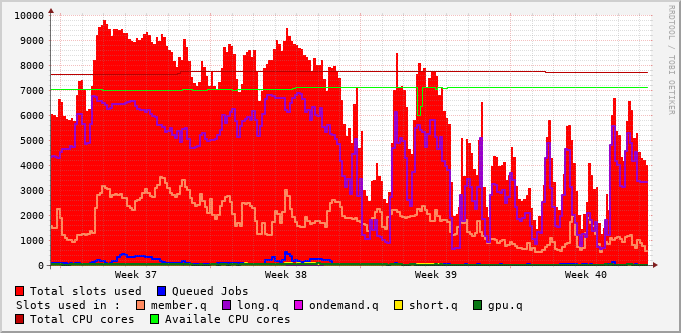 10000
9000
8000
7000
6000
5000
4000
3000
2000
1000
0
Week 37 Week 38 Week 39 Week 40
RRDTOOL / TOBI OETIKER
Total slots used Queued Jobs
Slots used in : member.q long.q ondemand.q short.q gpu.q
Total CPU cores Availale CPU cores